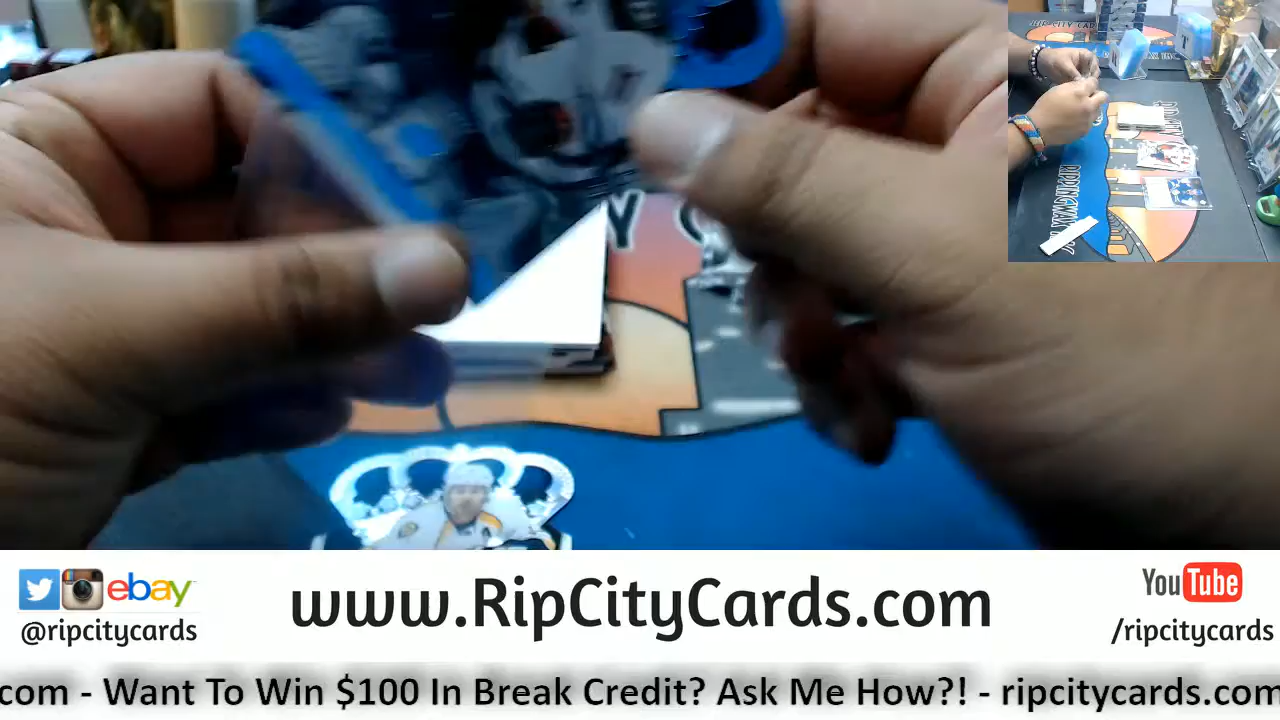 Y C
ebay
@ripcitycards
www.RipCityCards.com
YouTube
/ripcitycards
.com - Want To Win $100 In Break Credit? Ask Me How?! - ripcitycards.com